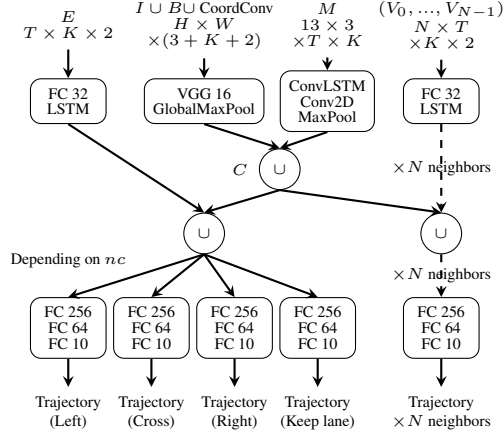 E
T × K × 2
I ∪ B∪ CoordConv
H × W
×(3 + K + 2)
M
13 × 3
×T × K
(V_0, ..., V_{N−1})
N × T
×K × 2
FC 32
LSTM
VGG 16
GlobalMaxPool
ConvLSTM
Conv2D
MaxPool
FC 32
LSTM
C
∪
×N neighbors
∪
∪
Depending on nc
×N neighbors
FC 256
FC 64
FC 10
FC 256
FC 64
FC 10
FC 256
FC 64
FC 10
FC 256
FC 64
FC 10
FC 256
FC 64
FC 10
Trajectory
(Left)
Trajectory
(Cross)
Trajectory
(Right)
Trajectory
(Keep lane)
Trajectory
×N neighbors